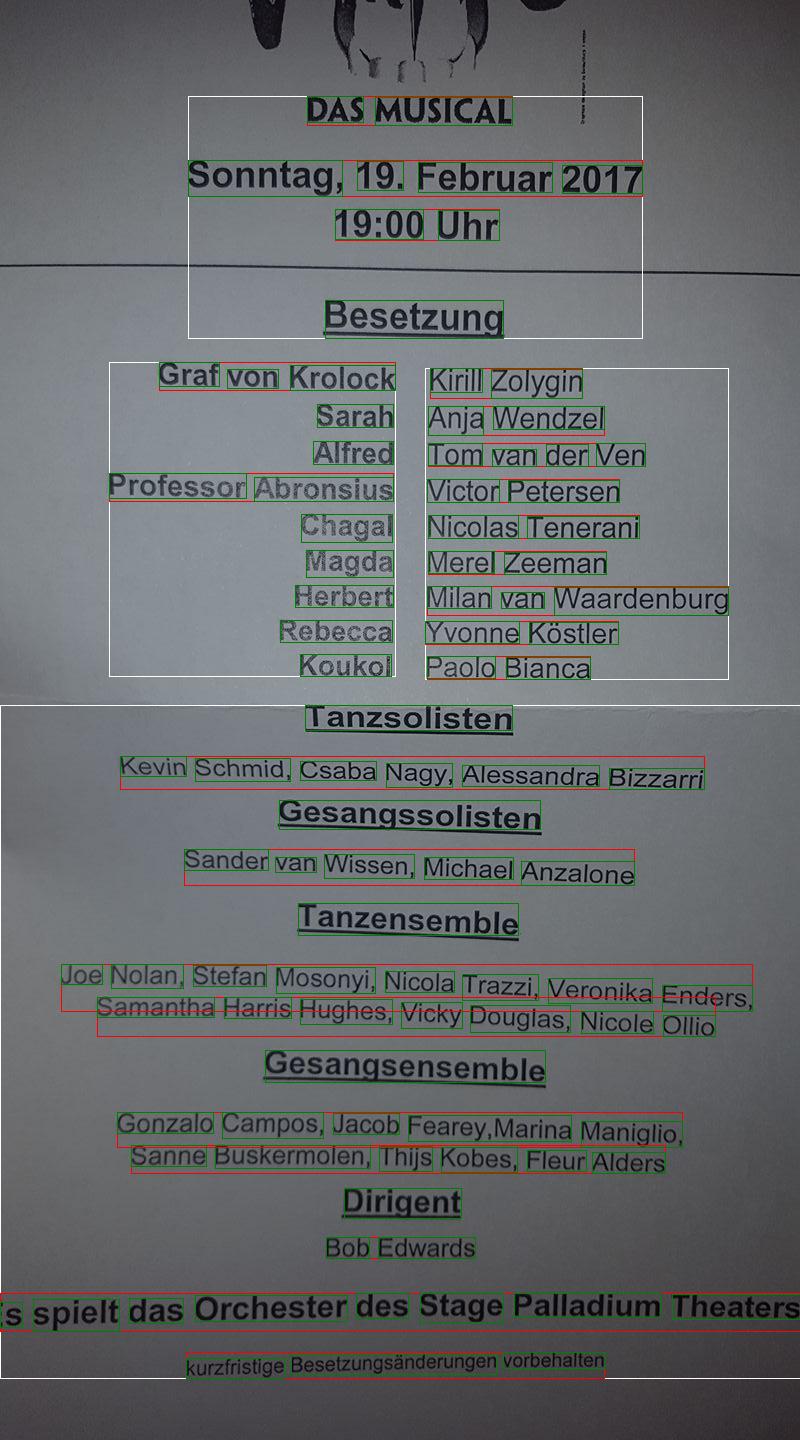 DAS MUSICAL
Sonntag, 19. Februar 2017
19:00 Uhr
Besetzung
Graf von Krolock Kirill Zolygin
Sarah Anja Wendzel
Alfred Tom van der Ven
Professor Abronsius Victor Petersen
Chagal Nicolas Tenerani
Magda Merel Zeeman
Herbert Milan van Waardenburg
Rebecca Yvonne Köstler
Koukol Paolo Bianca
Tanzsolisten
Kevin Schmid, Csaba Nagy, Alessandra Bizzarri
Gesangssolisten
Sander van Wissen, Michael Anzalone
Tanzensemble
Joe Nolan, Stefan Mosonyi, Nicola Trazzi, Veronika Enders,
Samantha Harris Hughes, Vicky Douglas, Nicole Ollio
Gesangsensemble
Gonzalo Campos, Jacob Fearey,Marina Maniglio,
Sanne Buskermolen, Thijs Kobes, Fleur Alders
Dirigent
Bob Edwards
spielt das Orchester des Stage Palladium Theaters
kurzfristige Besetzungsänderungen vorbehalten